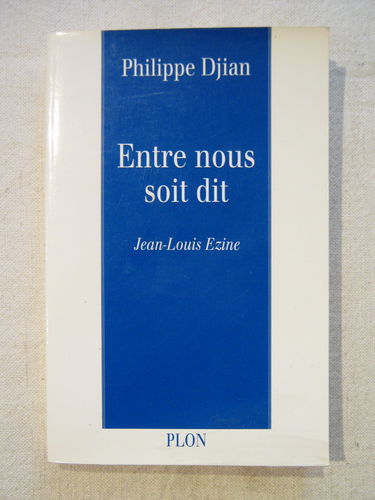 Philippe Djian
Entre nous
soit dit
Jean-Louis Ezine
PLON